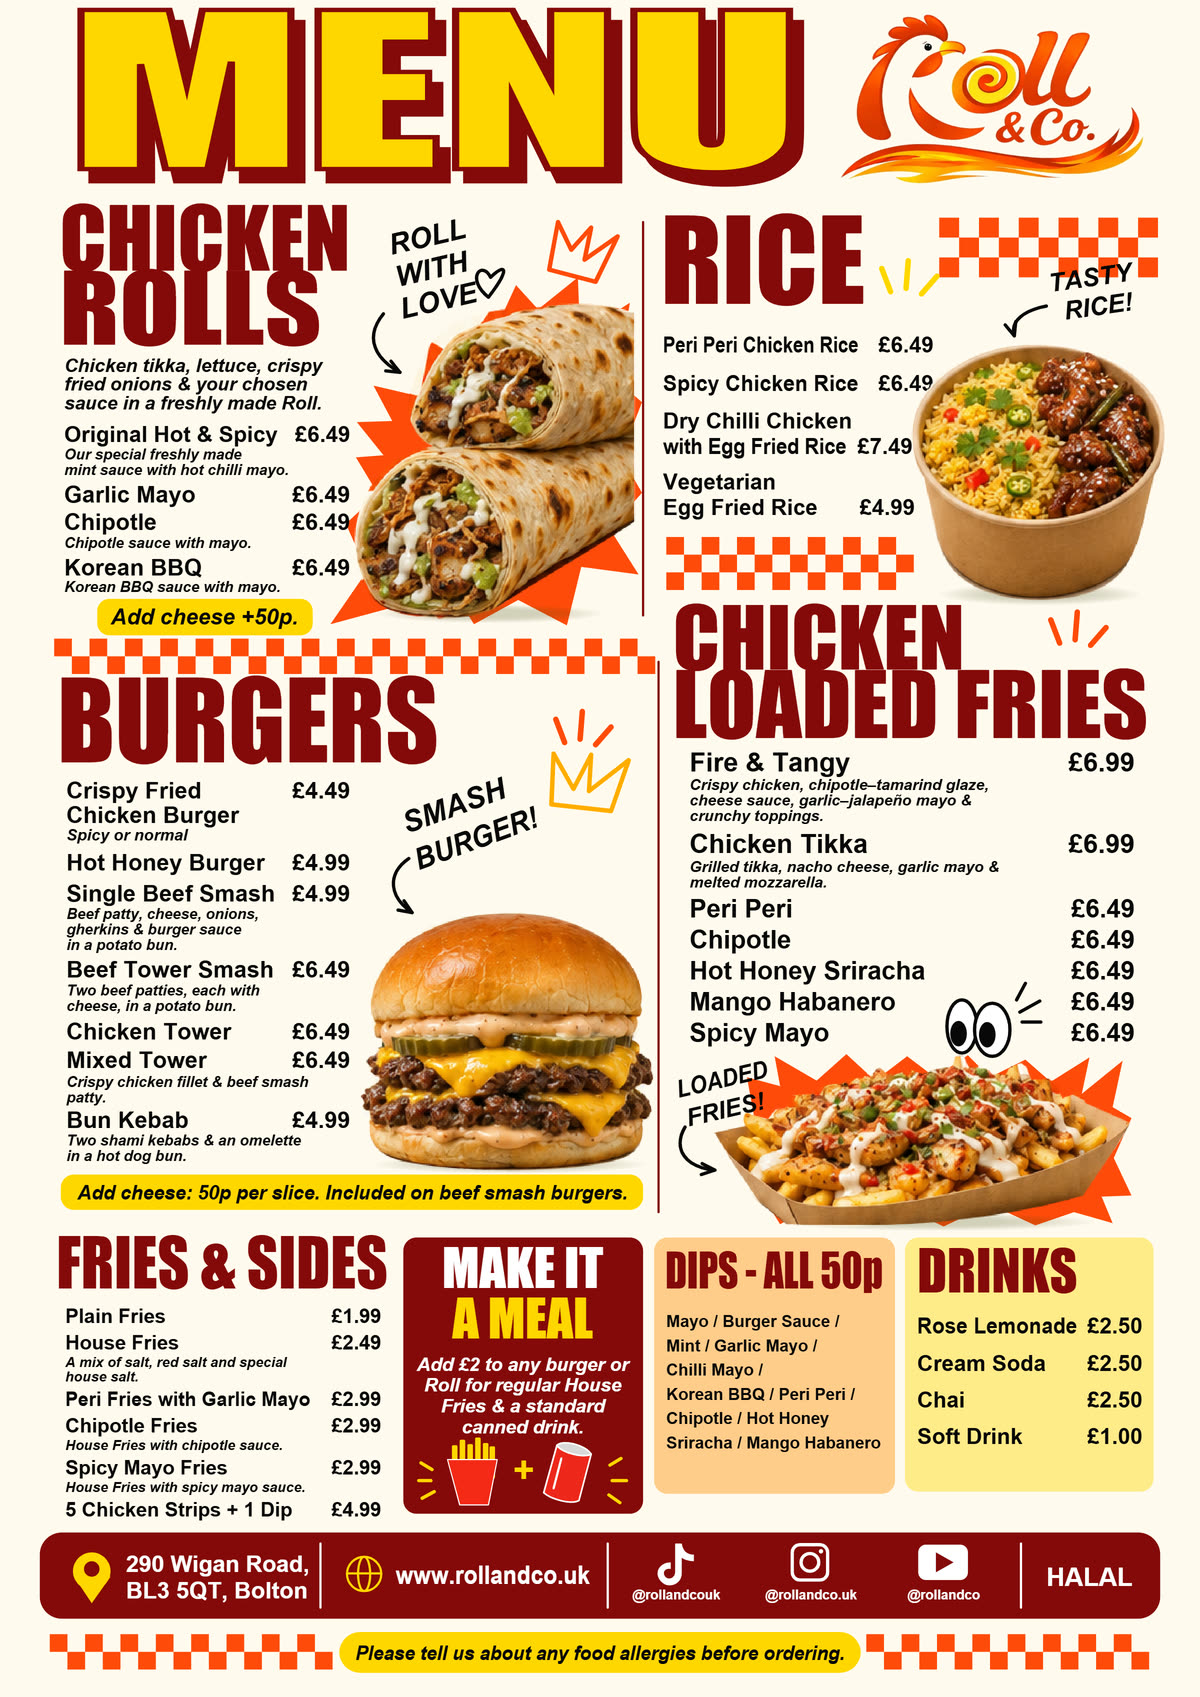 MENU
Roll
& Co.
CHICKEN
ROLLS
Chicken tikka, lettuce, crispy
fried onions & your chosen
sauce in a freshly made Roll.
Original Hot & Spicy £6.49
Our special freshly made
mint sauce with hot chilli mayo.
Garlic Mayo £6.49
Chipotle £6.49
Chipotle sauce with mayo.
Korean BBQ £6.49
Korean BBQ sauce with mayo.
Add cheese +50p.
ROLL
WITH
LOVE
RICE
TASTY
RICE!
Peri Peri Chicken Rice £6.49
Spicy Chicken Rice £6.49
Dry Chilli Chicken
with Egg Fried Rice £7.49
Vegetarian
Egg Fried Rice £4.99
BURGERS
Crispy Fried £4.49
Chicken Burger
Spicy or normal
Hot Honey Burger £4.99
Single Beef Smash £4.99
Beef patty, cheese, onions,
gherkins & burger sauce
in a potato bun.
Beef Tower Smash £6.49
Two beef patties, each with
cheese, in a potato bun.
Chicken Tower £6.49
Mixed Tower £6.49
Crispy chicken fillet & beef smash
patty.
Bun Kebab £4.99
Two shami kebabs & an omelette
in a hot dog bun.
Add cheese: 50p per slice. Included on beef smash burgers.
SMASH
BURGER!
CHICKEN
LOADED FRIES
Fire & Tangy £6.99
Crispy chicken, chipotle–tamarind glaze,
cheese sauce, garlic–jalapeño mayo &
crunchy toppings.
Chicken Tikka £6.99
Grilled tikka, nacho cheese, garlic mayo &
melted mozzarella.
Peri Peri £6.49
Chipotle £6.49
Hot Honey Sriracha £6.49
Mango Habanero £6.49
Spicy Mayo £6.49
LOADED
FRIES!
FRIES & SIDES
Plain Fries £1.99
House Fries £2.49
A mix of salt, red salt and special
house salt.
Peri Fries with Garlic Mayo £2.99
Chipotle Fries £2.99
House Fries with chipotle sauce.
Spicy Mayo Fries £2.99
House Fries with spicy mayo sauce.
5 Chicken Strips + 1 Dip £4.99
MAKE IT
A MEAL
Add £2 to any burger or
Roll for regular House
Fries & a standard
canned drink.
+
DIPS - ALL 50p
Mayo / Burger Sauce /
Mint / Garlic Mayo /
Chilli Mayo /
Korean BBQ / Peri Peri /
Chipotle / Hot Honey
Sriracha / Mango Habanero
DRINKS
Rose Lemonade £2.50
Cream Soda £2.50
Chai £2.50
Soft Drink £1.00
290 Wigan Road,
BL3 5QT, Bolton
www.rollandco.uk
@rollandcouk
@rollandco.uk
@rollandco
HALAL
Please tell us about any food allergies before ordering.